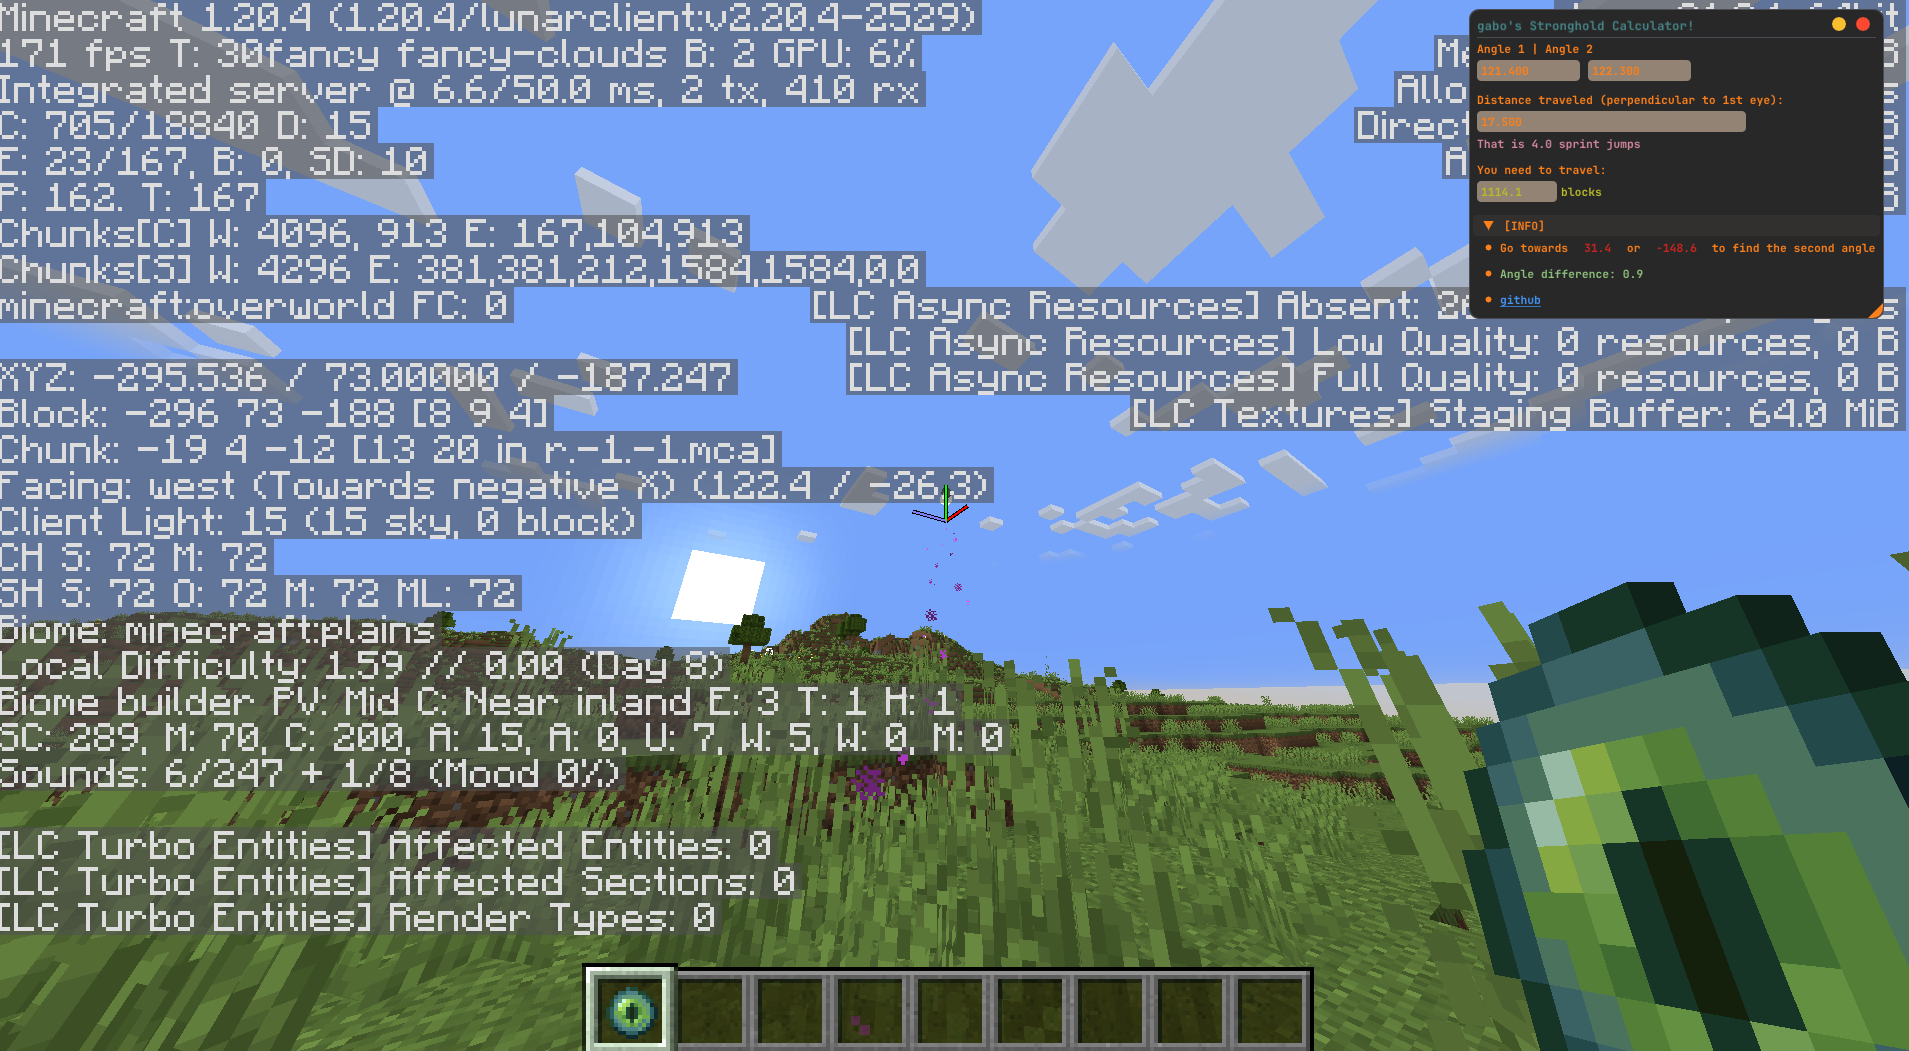 Minecraft 1.20.4 (1.20.4/lunarclient:v2.20.4-2529)
171 fps T: 30fancy fancy-clouds B: 2 GPU: 6%
Integrated server @ 6.6/50.0 ms, 2 tx, 410 rx
C: 705/18840 D: 15
E: 23/167, B: 0, SD: 10
P: 162. T: 167
Chunks[C] W: 4096, 913 E: 167,104,913
Chunks[S] W: 4296 E: 381,381,212,1584,1584,0,0
minecraft:overworld FC: 0
XYZ: -295.536 / 73.00000 / -187.247
Block: -296 73 -188 [8 9 4]
Chunk: -19 4 -12 [13 20 in r.-1.-1.mca]
Facing: west (Towards negative X) (122.4 / -26.3)
Client Light: 15 (15 sky, 0 block)
CH S: 72 M: 72
SH S: 72 O: 72 M: 72 ML: 72
Biome: minecraft:plains
Local Difficulty: 1.59 // 0.00 (Day 8)
Biome builder PV: Mid C: Near inland E: 3 T: 1 H: 1
SC: 289, M: 70, C: 200, A: 15, A: 0, U: 7, W: 5, W: 0, M: 0
Sounds: 6/247 + 1/8 (Mood 0%)
[LC Turbo Entities] Affected Entities: 0
[LC Turbo Entities] Affected Sections: 0
[LC Turbo Entities] Render Types: 0
gabo's Stronghold Calculator!
Angle 1 | Angle 2
121.400 122.300
Distance traveled (perpendicular to 1st eye):
17.500
That is 4.0 sprint jumps
You need to travel:
1114.1 blocks
▼ [INFO]
• Go towards 31.4 or -148.6 to find the second angle
• Angle difference: 0.9
• github
[LC Async Resources] Absent:
[LC Async Resources] Low Quality: 0 resources, 0 B
[LC Async Resources] Full Quality: 0 resources, 0 B
[LC Textures] Staging Buffer: 64.0 MiB